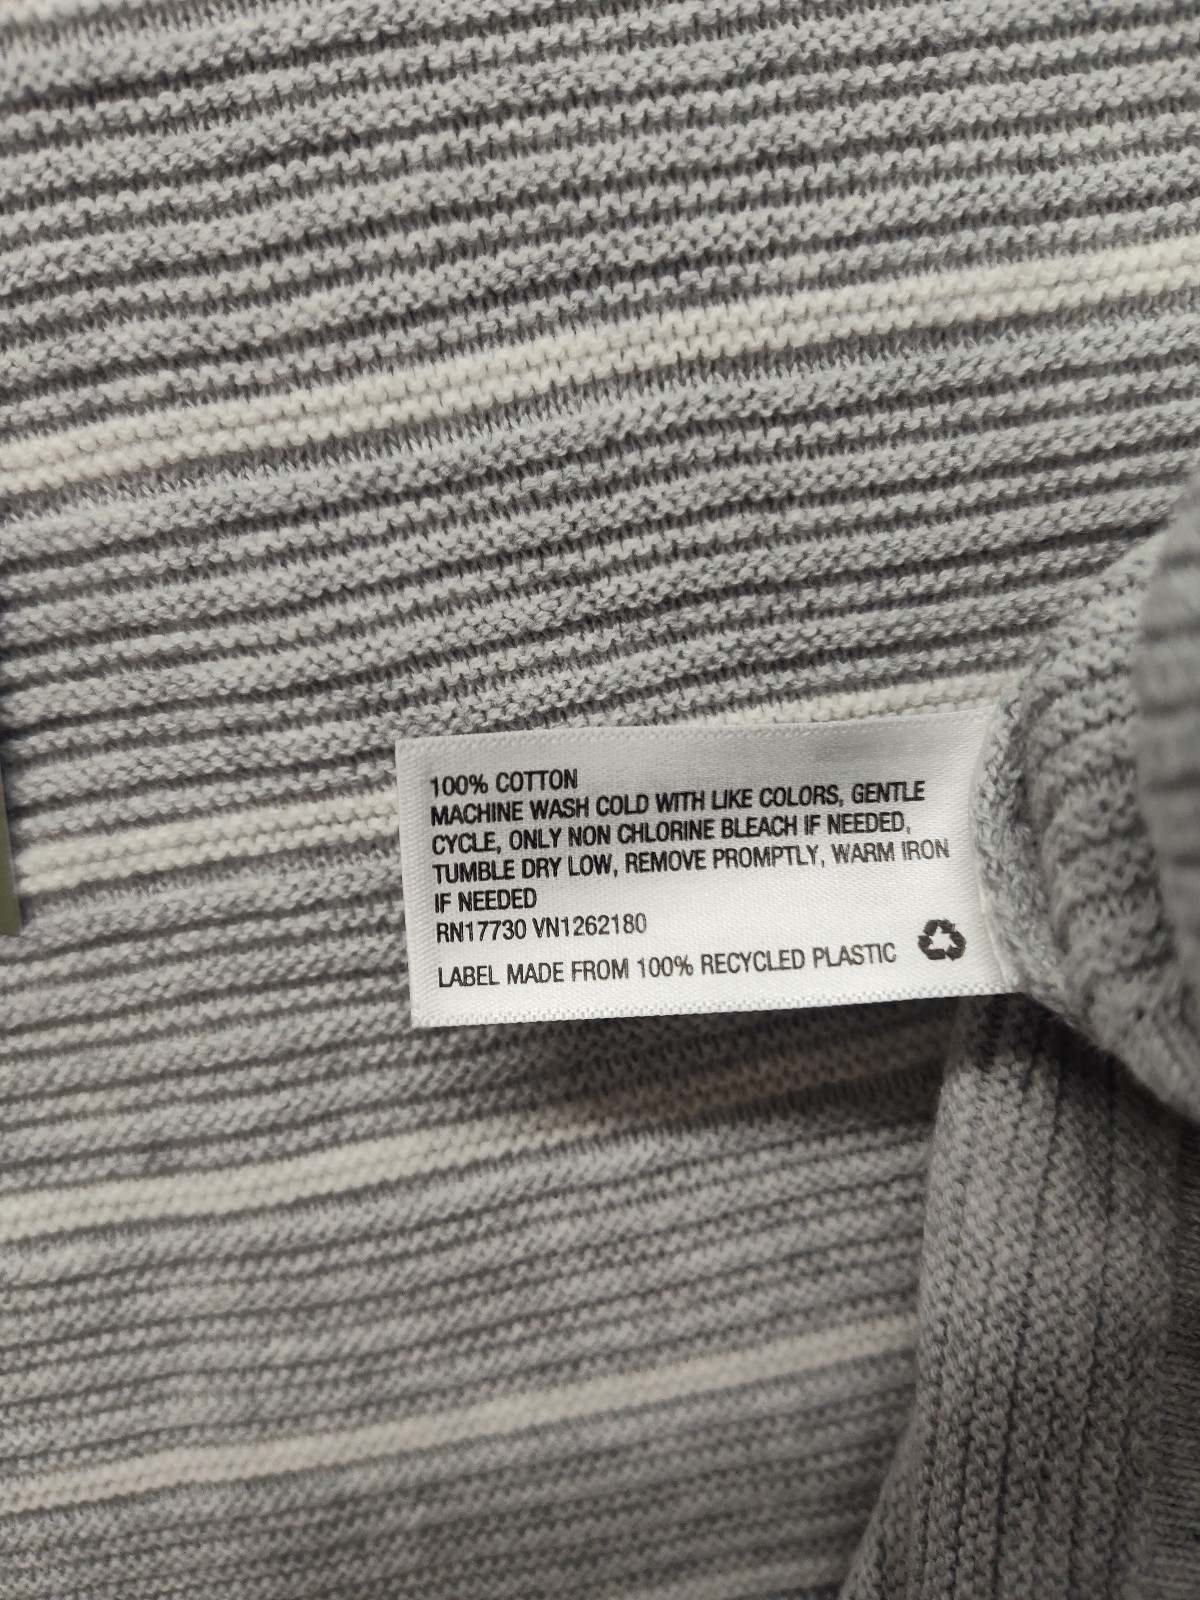 100% COTTON
MACHINE WASH COLD WITH LIKE COLORS, GENTLE
CYCLE, ONLY NON CHLORINE BLEACH IF NEEDED,
TUMBLE DRY LOW, REMOVE PROMPTLY, WARM IRON
IF NEEDED
RN17730 VN1262180
LABEL MADE FROM 100% RECYCLED PLASTIC